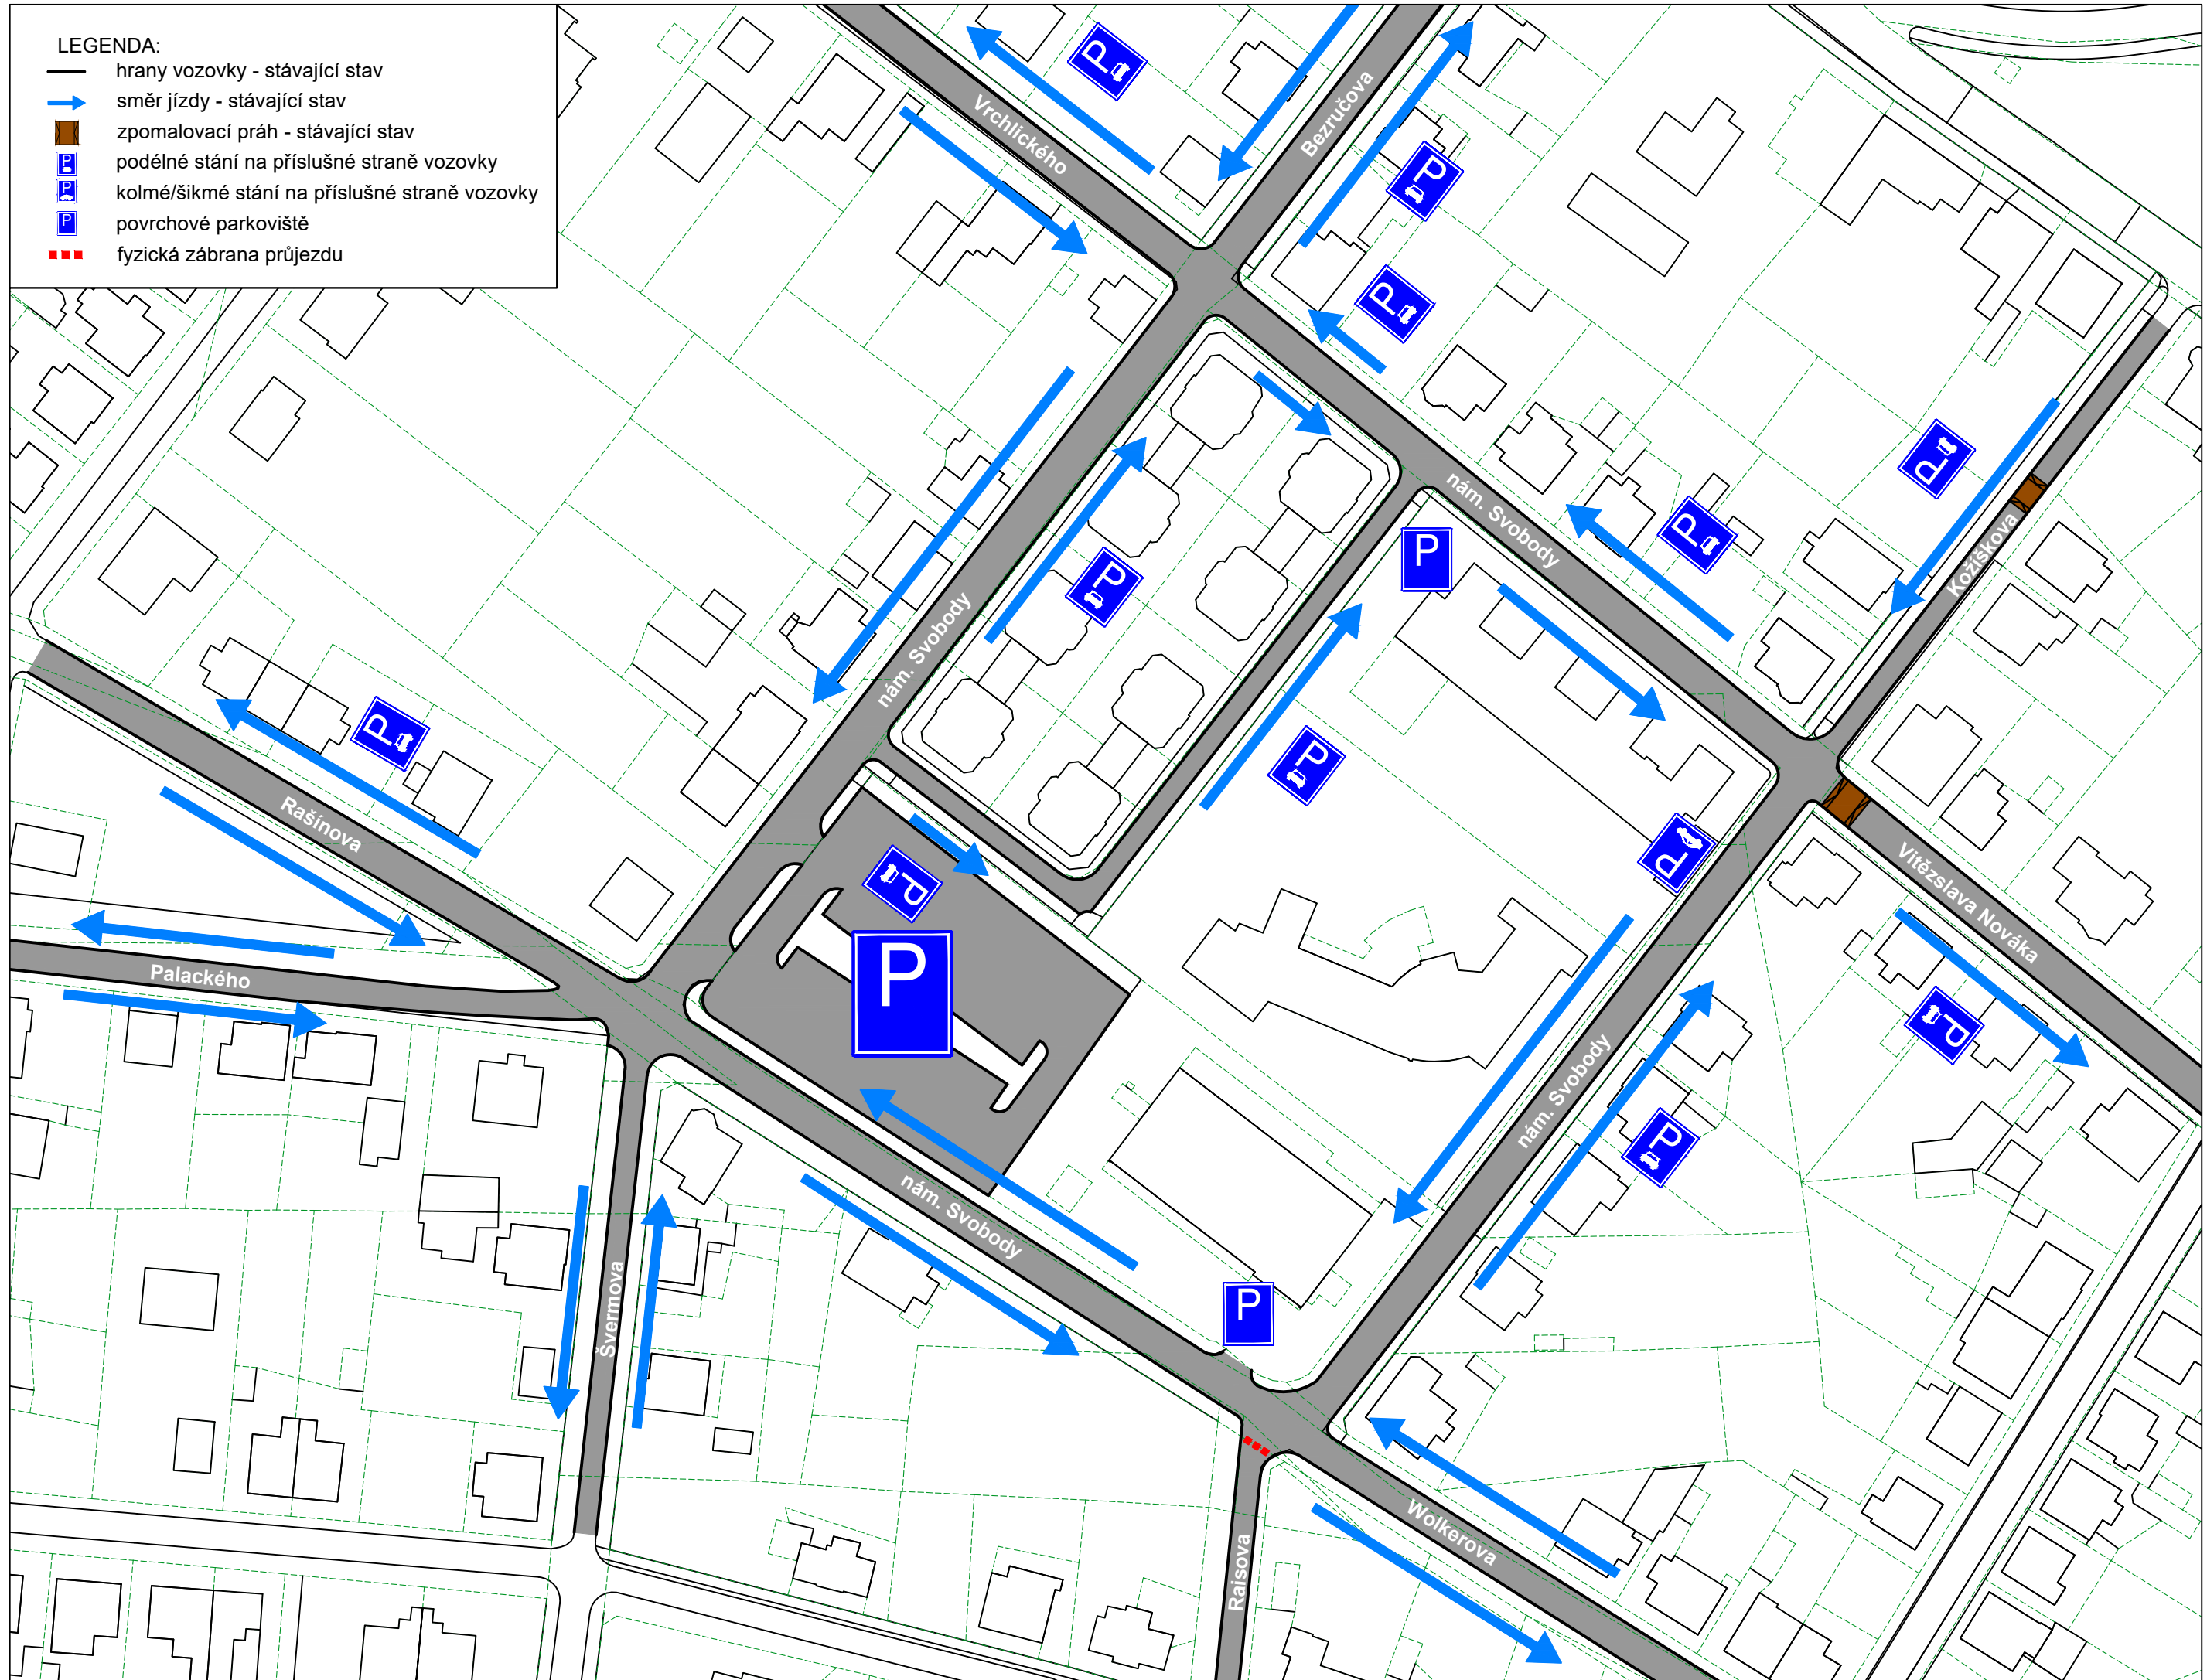 LEGENDA:
hrany vozovky - stávající stav
směr jízdy - stávající stav
zpomalovací práh - stávající stav
P podélné stání na příslušné straně vozovky
P kolmé/šikmé stání na příslušné straně vozovky
P povrchové parkoviště
fyzická zábrana průjezdu
P
Vrchlického
Bezručova
P
P
nám. Svobody
P
P
Kožíškova
P
P
nám. Svobody
P
P
Rašínova
P
P
Vítězslava Nováka
P
P
P
Palackého
nám. Svobody
P
nám. Svobody
Švermova
P
Wolkerova
Raisova